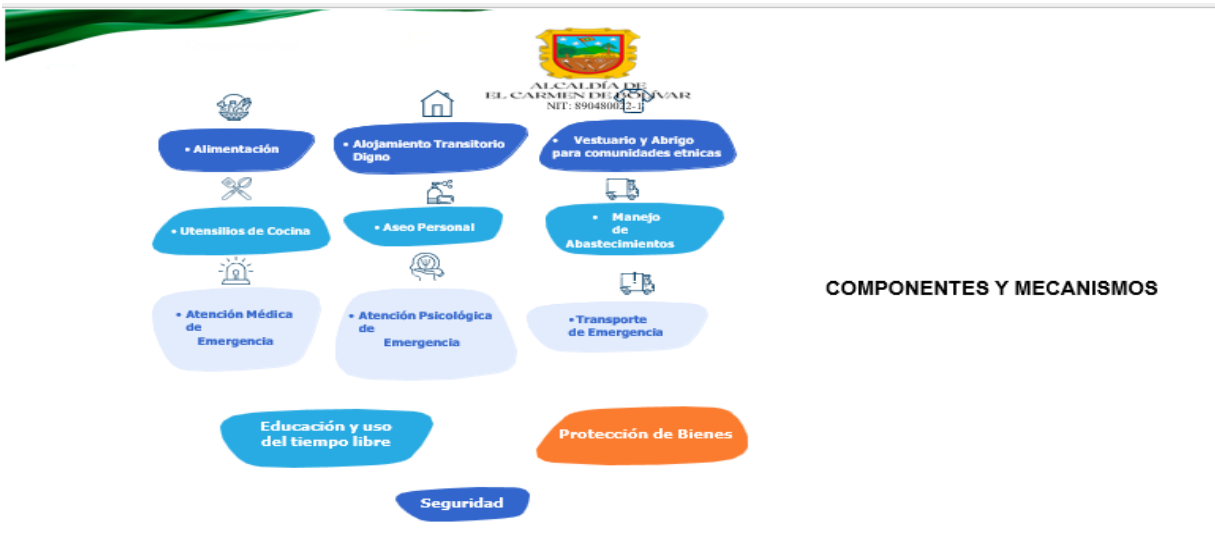 ALCALDÍA DE
EL CARMEN DE BOLÍVAR
NIT: 890480022-1
• Alimentación
• Alojamiento Transitorio
Digno
• Vestuario y Abrigo
para comunidades etnicas
• Utensilios de Cocina
• Aseo Personal
• Manejo
de
Abastecimientos
COMPONENTES Y MECANISMOS
• Atención Médica
de
Emergencia
• Atención Psicológica
de
Emergencia
•Transporte
de Emergencia
Educación y uso
del tiempo libre
Protección de Bienes
Seguridad